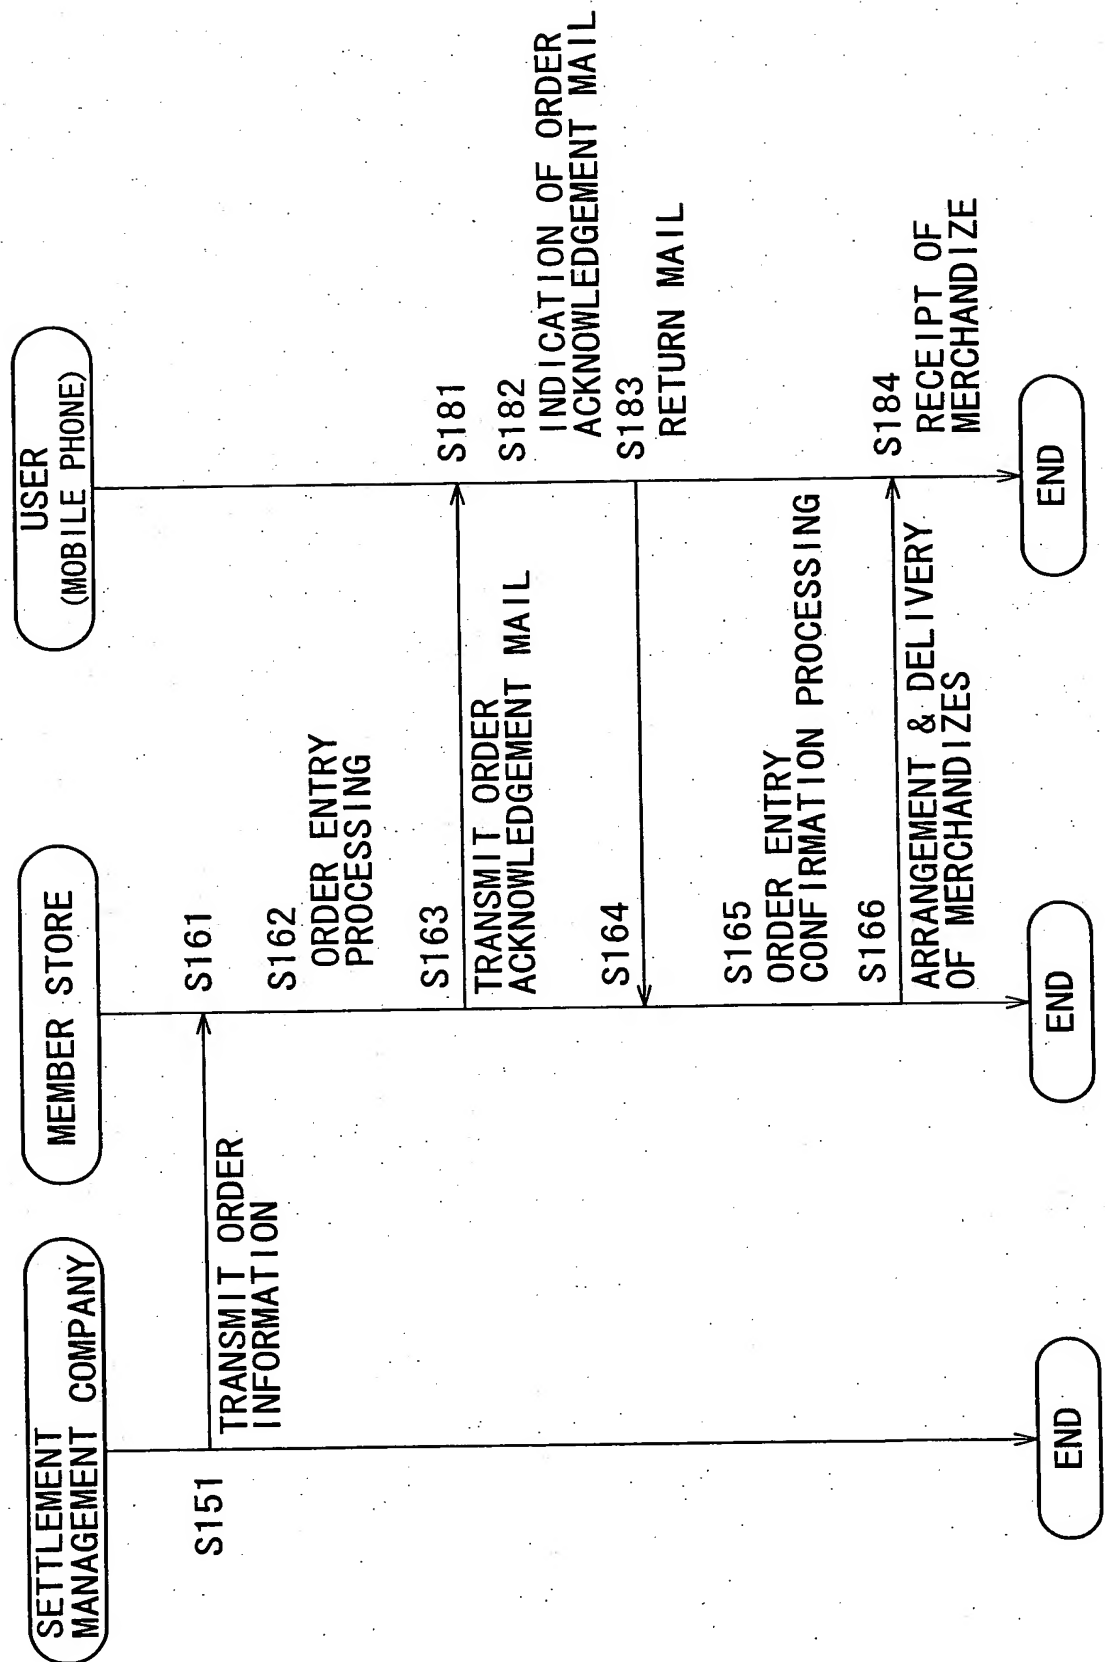 SETTLEMENT
MANAGEMENT COMPANY
MEMBER STORE
USER
(MOBILE PHONE)
S151
TRANSMIT ORDER
INFORMATION
S161
S162
ORDER ENTRY
PROCESSING
S163
TRANSMIT ORDER
ACKNOWLEDGEMENT MAIL
S181
S182
INDICATION OF ORDER
ACKNOWLEDGEMENT MAIL
S183
RETURN MAIL
S164
S165
ORDER ENTRY
CONFIRMATION PROCESSING
S166
ARRANGEMENT & DELIVERY
OF MERCHANDIZES
S184
RECEIPT OF
MERCHANDIZE
END
END
END